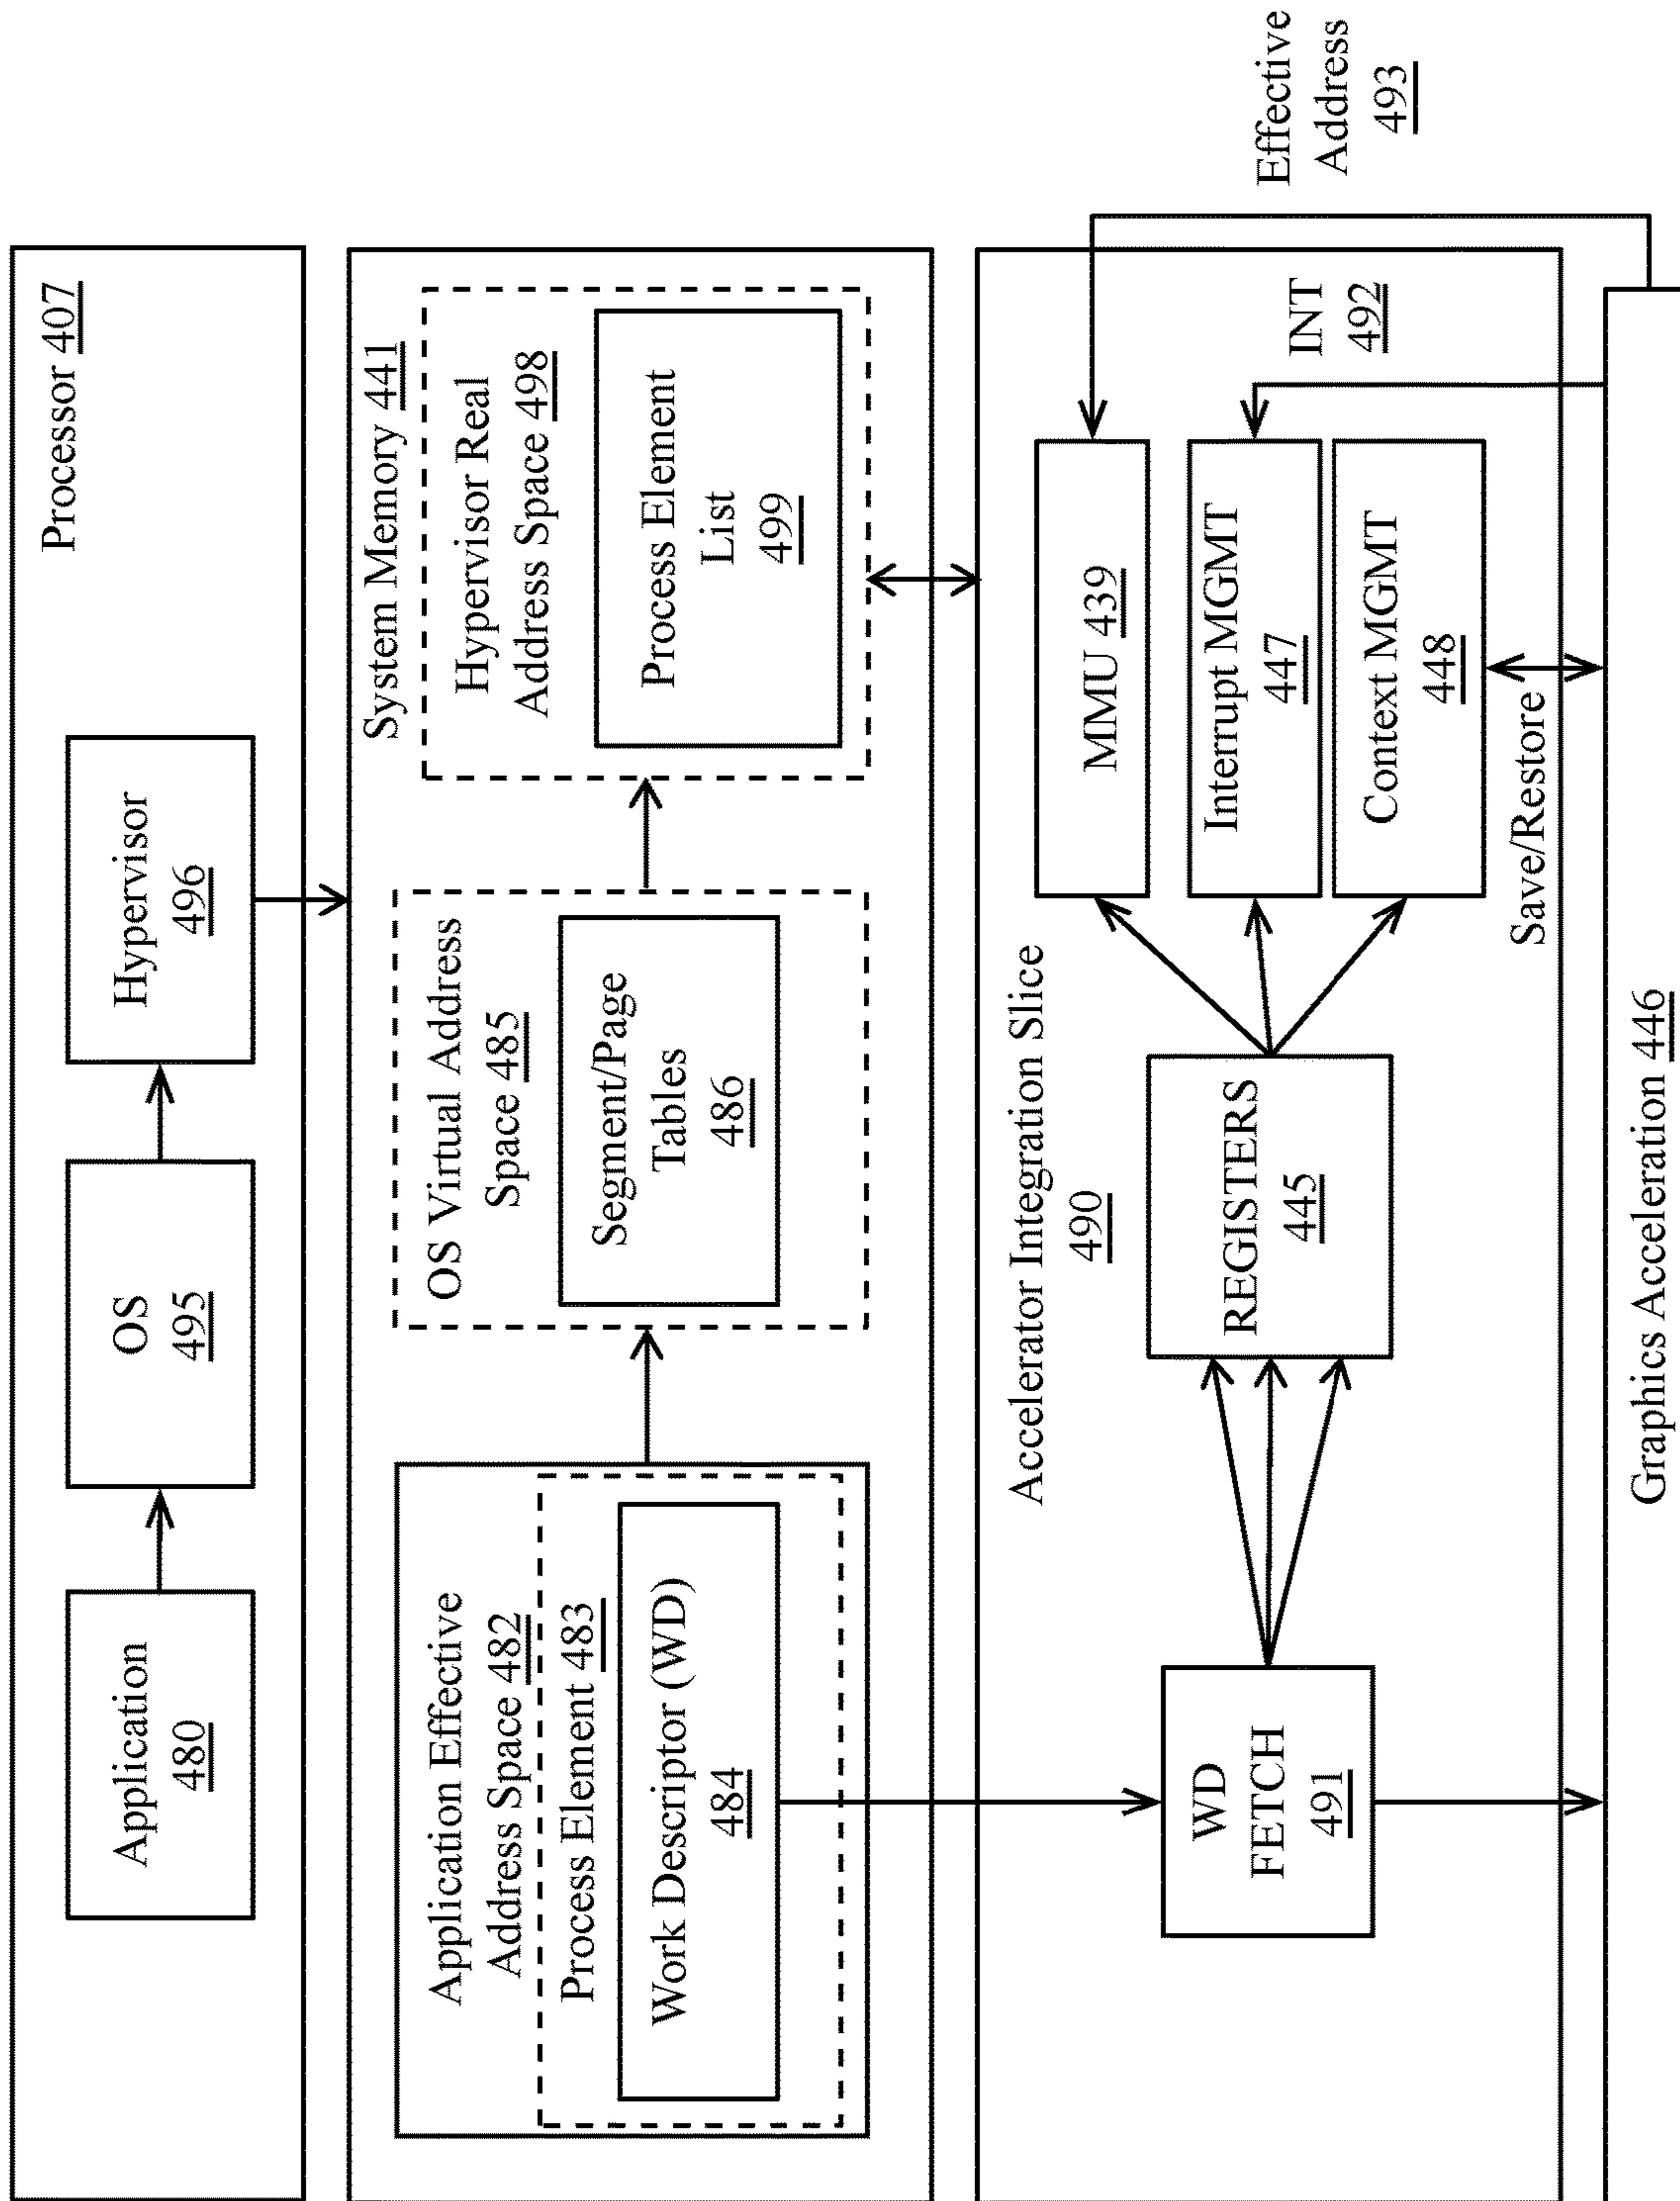 Processor 407
Application
480
OS
495
Hypervisor
496
System Memory 441
Application Effective
Address Space 482
Process Element 483
Work Descriptor (WD)
484
OS Virtual Address
Space 485
Segment/Page
Tables
486
Hypervisor Real
Address Space 498
Process Element
List
499
Accelerator Integration Slice
490
WD
FETCH
491
REGISTERS
445
MMU 439
Interrupt MGMT
447
Context MGMT
448
INT
492
Effective
Address
493
Save/Restore
Graphics Acceleration 446